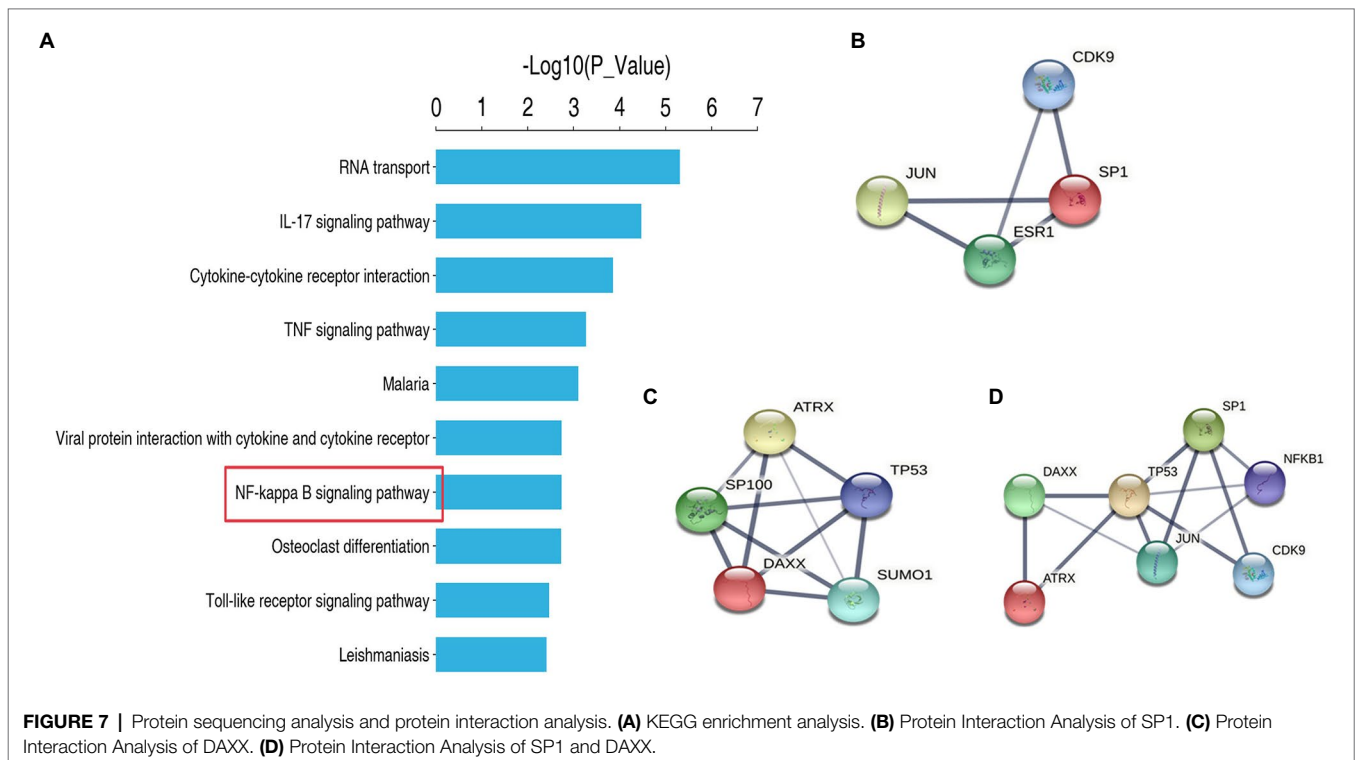 A
-Log10(P_Value)
0 1 2 3 4 5 6 7
RNA transport
IL-17 signaling pathway
Cytokine-cytokine receptor interaction
TNF signaling pathway
Malaria
Viral protein interaction with cytokine and cytokine receptor
NF-kappa B signaling pathway
Osteoclast differentiation
Toll-like receptor signaling pathway
Leishmaniasis
B
CDK9
JUN
SP1
ESR1
C
ATRX
TP53
SP100
DAXX
SUMO1
D
SP1
NFKB1
DAXX
TP53
JUN
CDK9
ATRX
FIGURE 7 | Protein sequencing analysis and protein interaction analysis. (A) KEGG enrichment analysis. (B) Protein Interaction Analysis of SP1. (C) Protein
Interaction Analysis of DAXX. (D) Protein Interaction Analysis of SP1 and DAXX.